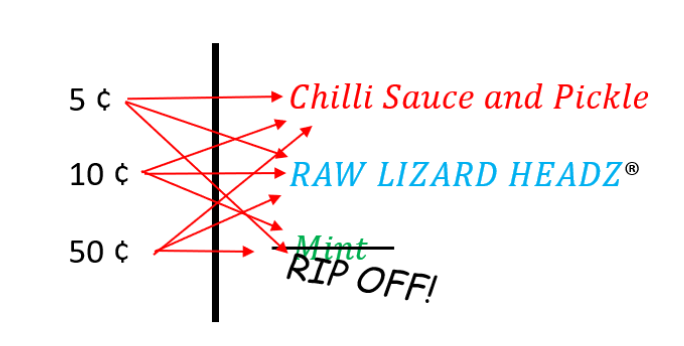 5 ¢
Chilli Sauce and Pickle
10 ¢
RAW LIZARD HEADZ®
50 ¢
Mint
RIP OFF!